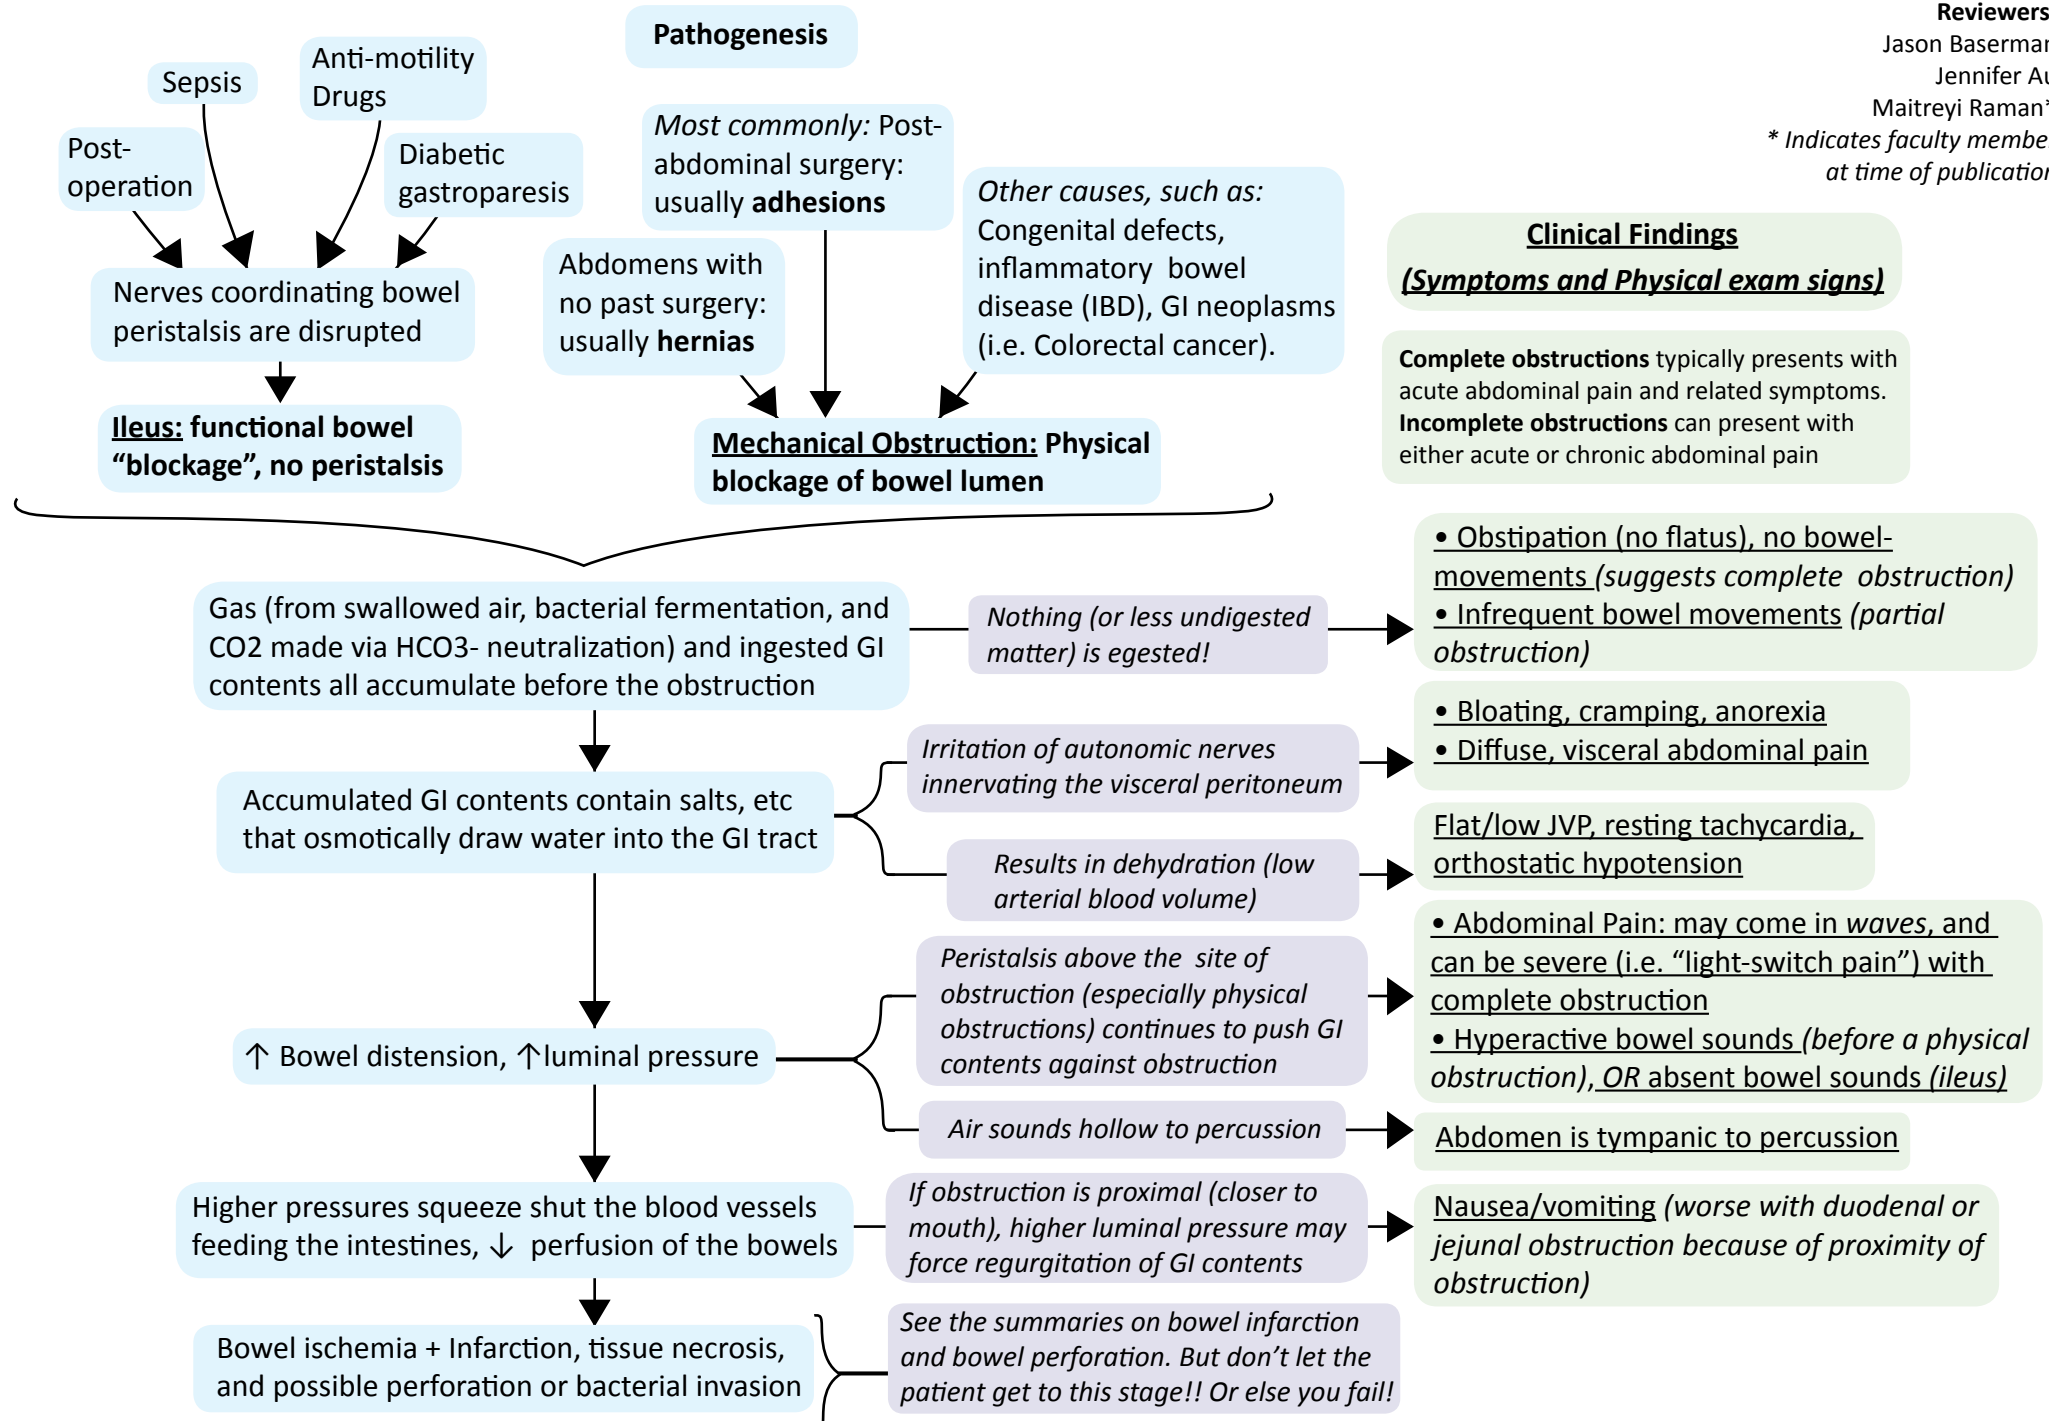 Pathogenesis
Reviewers
Jason Baserman
Jennifer Au
Maitreyi Raman*
* Indicates faculty member
at time of publication
Sepsis
Anti-motility
Drugs
Post-
operation
Diabetic
gastroparesis
Nerves coordinating bowel
peristalsis are disrupted
Ileus: functional bowel
“blockage”, no peristalsis
Most commonly: Post-
abdominal surgery:
usually adhesions
Abdomens with
no past surgery:
usually hernias
Other causes, such as:
Congenital defects,
inflammatory bowel
disease (IBD), GI neoplasms
(i.e. Colorectal cancer).
Mechanical Obstruction: Physical
blockage of bowel lumen
Clinical Findings
(Symptoms and Physical exam signs)
Complete obstructions typically presents with
acute abdominal pain and related symptoms.
Incomplete obstructions can present with
either acute or chronic abdominal pain
Gas (from swallowed air, bacterial fermentation, and
CO2 made via HCO3- neutralization) and ingested GI
contents all accumulate before the obstruction
Nothing (or less undigested
matter) is egested!
• Obstipation (no flatus), no bowel-
movements (suggests complete obstruction)
• Infrequent bowel movements (partial
obstruction)
Accumulated GI contents contain salts, etc
that osmotically draw water into the GI tract
Irritation of autonomic nerves
innervating the visceral peritoneum
• Bloating, cramping, anorexia
• Diffuse, visceral abdominal pain
Results in dehydration (low
arterial blood volume)
Flat/low JVP, resting tachycardia,
orthostatic hypotension
↑ Bowel distension, ↑luminal pressure
Peristalsis above the site of
obstruction (especially physical
obstructions) continues to push GI
contents against obstruction
• Abdominal Pain: may come in waves, and
can be severe (i.e. “light-switch pain”) with
complete obstruction
• Hyperactive bowel sounds (before a physical
obstruction), OR absent bowel sounds (ileus)
Air sounds hollow to percussion
Abdomen is tympanic to percussion
Higher pressures squeeze shut the blood vessels
feeding the intestines, ↓ perfusion of the bowels
If obstruction is proximal (closer to
mouth), higher luminal pressure may
force regurgitation of GI contents
Nausea/vomiting (worse with duodenal or
jejunal obstruction because of proximity of
obstruction)
Bowel ischemia + Infarction, tissue necrosis,
and possible perforation or bacterial invasion
See the summaries on bowel infarction
and bowel perforation. But don’t let the
patient get to this stage!! Or else you fail!